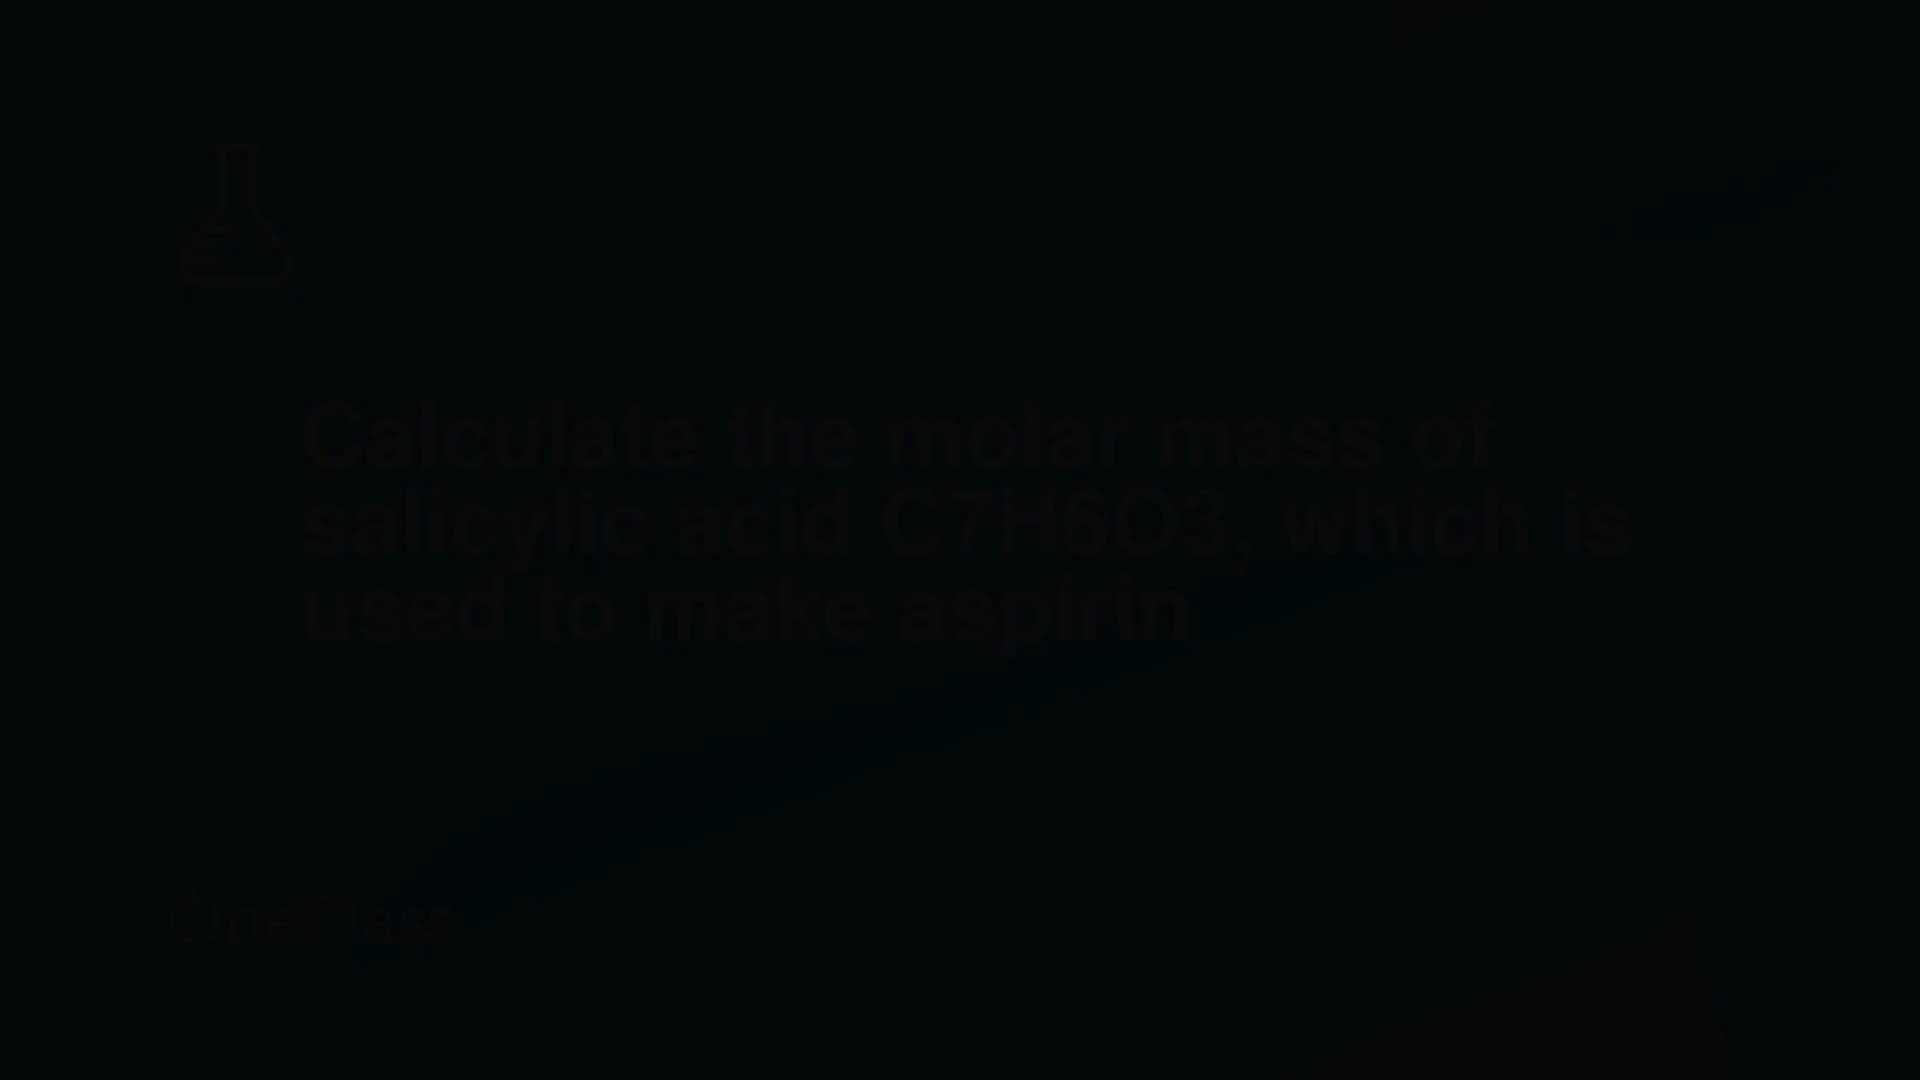 Calculate the molar mass of
salicylic acid C7H6O3, which is
used to make aspirin
OneClass